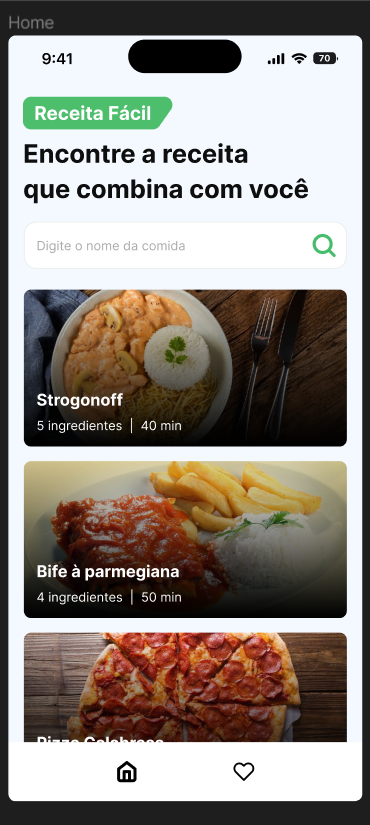 Home
9:41
70
Receita Fácil
Encontre a receita
que combina com você
Digite o nome da comida
Strogonoff
5 ingredientes | 40 min
Bife à parmegiana
4 ingredientes | 50 min
Pizza Calabresa